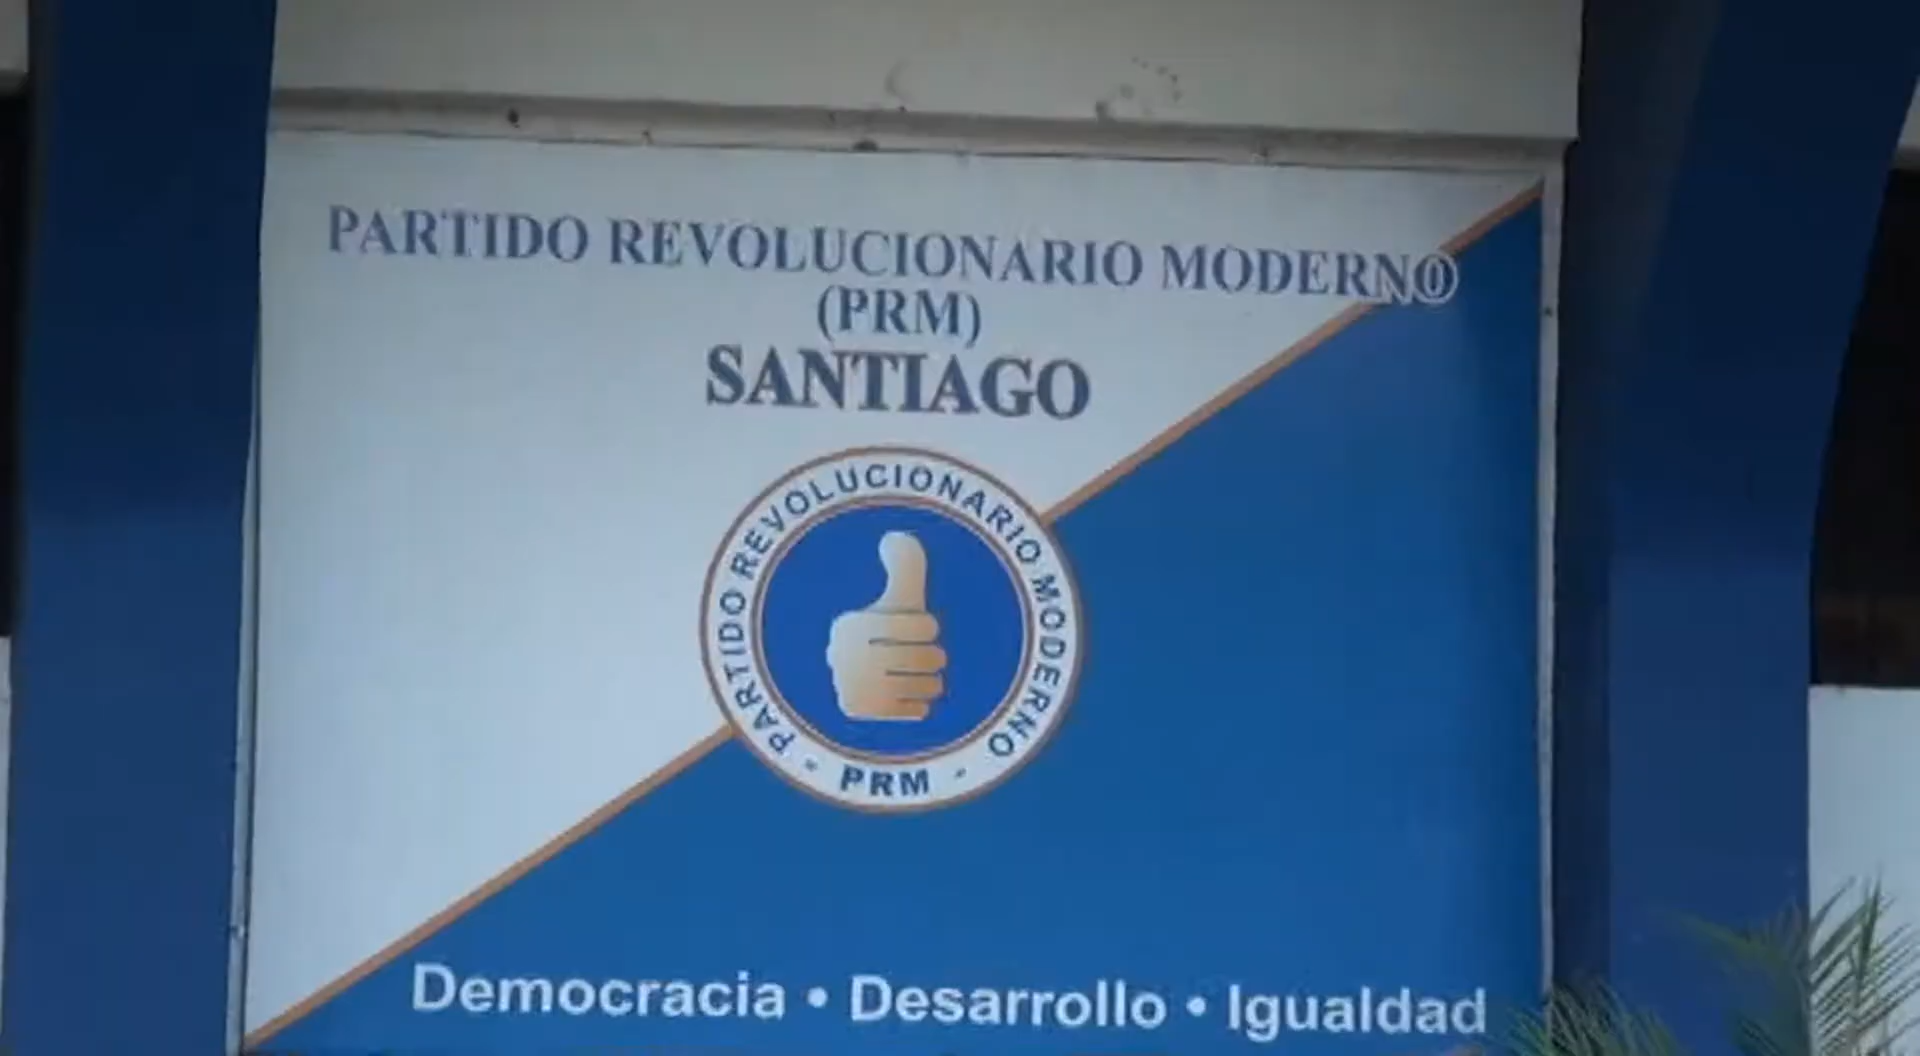 PARTIDO REVOLUCIONARIO MODERNO
(PRM)
SANTIAGO
PARTIDO REVOLUCIONARIO MODERNO
- PRM -
Democracia • Desarrollo • Igualdad